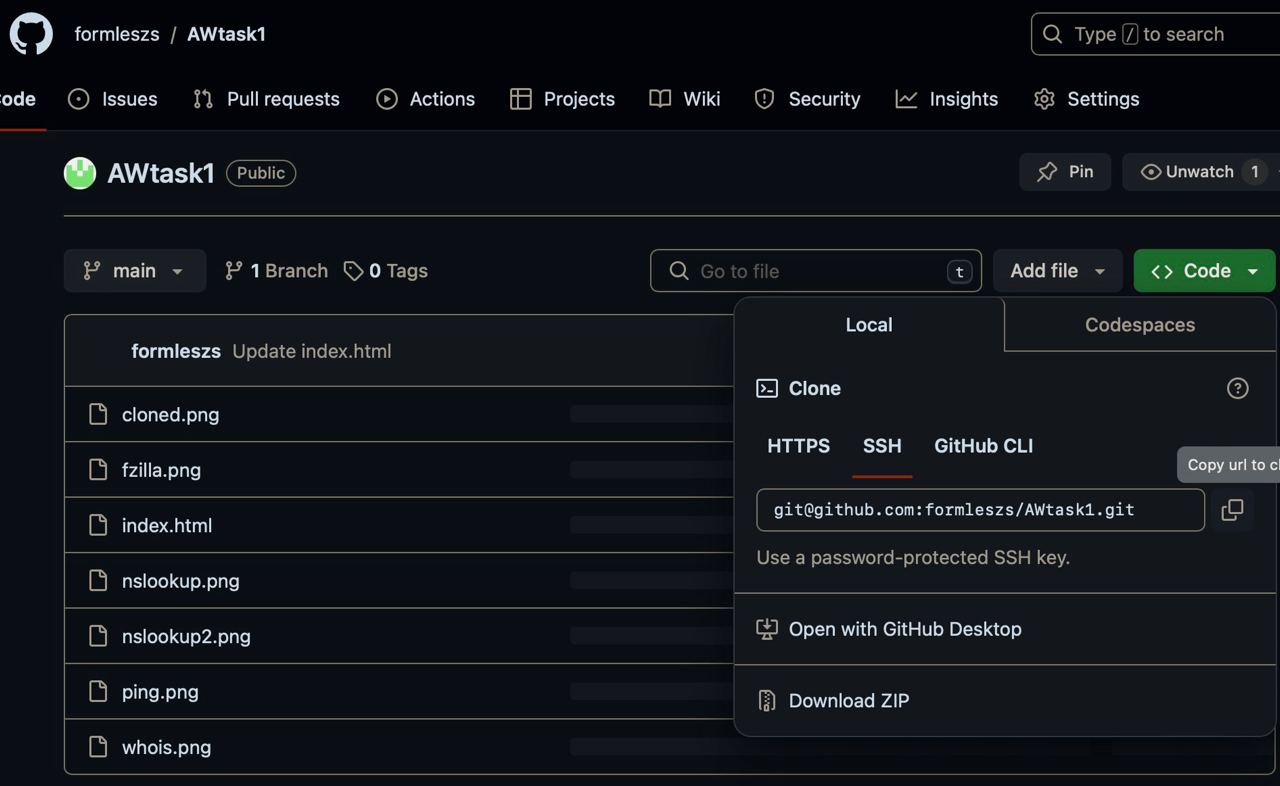 formleszs / AWtask1
Type / to search
ode
Issues
Pull requests
Actions
Projects
Wiki
Security
Insights
Settings
AWtask1
Public
Pin
Unwatch 1
main
1 Branch
0 Tags
Go to file
t
Add file
<> Code
Local
Codespaces
formleszs Update index.html
cloned.png
fzilla.png
index.html
nslookup.png
nslookup2.png
ping.png
whois.png
Clone
HTTPS
SSH
GitHub CLI
Copy url to cl
git@github.com:formleszs/AWtask1.git
Use a password-protected SSH key.
Open with GitHub Desktop
Download ZIP